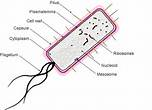 Pilus
Plasmalemma
Cell wall
Capsule
Cytoplasm
Flagellum
Ribosomes
Nucleoid
Mesosome